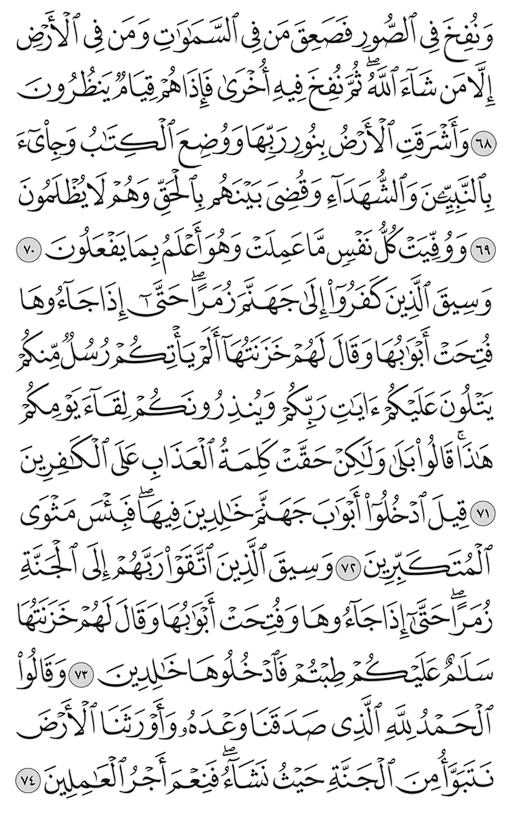 وَنُفِخَ فِي ٱلصُّورِ فَصَعِقَ مَن فِي ٱلسَّمَٰوَٰتِ وَمَن فِي ٱلۡأَرۡضِ
إِلَّا مَن شَآءَ ٱللَّهُۖ ثُمَّ نُفِخَ فِيهِ أُخۡرَىٰ فَإِذَا هُمۡ قِيَامٞ يَنظُرُونَ
٦٨ وَأَشۡرَقَتِ ٱلۡأَرۡضُ بِنُورِ رَبِّهَا وَوُضِعَ ٱلۡكِتَٰبُ وَجِاْيٓءَ
بِٱلنَّبِيِّـۧنَ وَٱلشُّهَدَآءِ وَقُضِيَ بَيۡنَهُم بِٱلۡحَقِّ وَهُمۡ لَا يُظۡلَمُونَ
٦٩ وَوُفِّيَتۡ كُلُّ نَفۡسٖ مَّا عَمِلَتۡ وَهُوَ أَعۡلَمُ بِمَا يَفۡعَلُونَ ٧٠
وَسِيقَ ٱلَّذِينَ كَفَرُوٓاْ إِلَىٰ جَهَنَّمَ زُمَرًاۖ حَتَّىٰٓ إِذَا جَآءُوهَا
فُتِحَتۡ أَبۡوَٰبُهَا وَقَالَ لَهُمۡ خَزَنَتُهَآ أَلَمۡ يَأۡتِكُمۡ رُسُلٞ مِّنكُمۡ
يَتۡلُونَ عَلَيۡكُمۡ ءَايَٰتِ رَبِّكُمۡ وَيُنذِرُونَكُمۡ لِقَآءَ يَوۡمِكُمۡ
هَٰذَاۚ قَالُواْ بَلَىٰ وَلَٰكِنۡ حَقَّتۡ كَلِمَةُ ٱلۡعَذَابِ عَلَى ٱلۡكَٰفِرِينَ
٧١ قِيلَ ٱدۡخُلُوٓاْ أَبۡوَٰبَ جَهَنَّمَ خَٰلِدِينَ فِيهَاۖ فَبِئۡسَ مَثۡوَى
ٱلۡمُتَكَبِّرِينَ ٧٢ وَسِيقَ ٱلَّذِينَ ٱتَّقَوۡاْ رَبَّهُمۡ إِلَى ٱلۡجَنَّةِ
زُمَرًاۖ حَتَّىٰٓ إِذَا جَآءُوهَا وَفُتِحَتۡ أَبۡوَٰبُهَا وَقَالَ لَهُمۡ خَزَنَتُهَا
سَلَٰمٌ عَلَيۡكُمۡ طِبۡتُمۡ فَٱدۡخُلُوهَا خَٰلِدِينَ ٧٣ وَقَالُواْ
ٱلۡحَمۡدُ لِلَّهِ ٱلَّذِي صَدَقَنَا وَعۡدَهُۥ وَأَوۡرَثَنَا ٱلۡأَرۡضَ
نَتَبَوَّأُ مِنَ ٱلۡجَنَّةِ حَيۡثُ نَشَآءُۖ فَنِعۡمَ أَجۡرُ ٱلۡعَٰمِلِينَ ٧٤